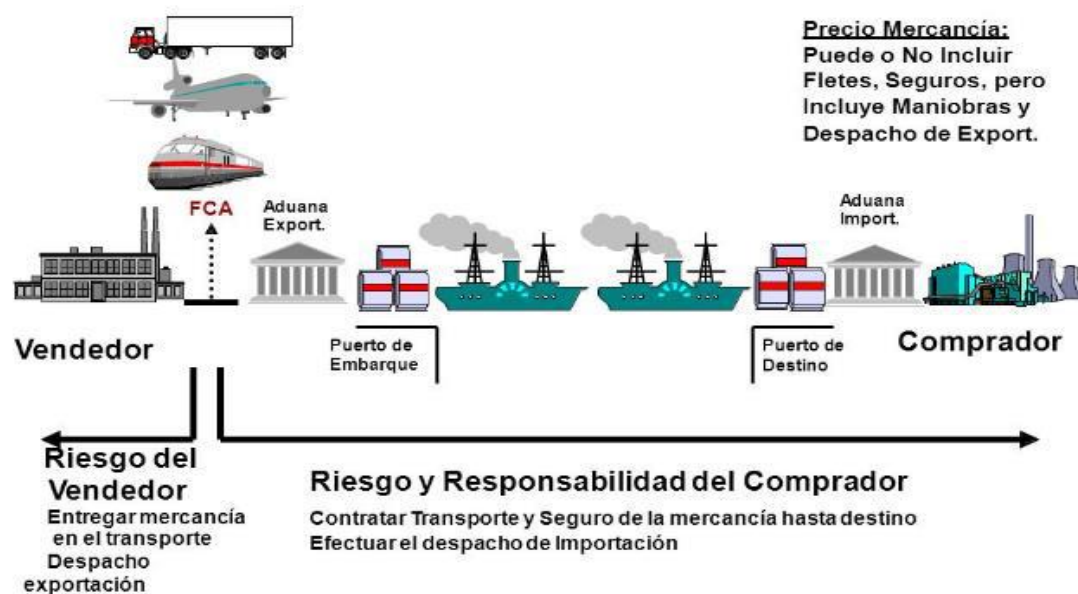 Precio Mercancía:
Puede o No Incluir
Fletes, Seguros, pero
Incluye Maniobras y
Despacho de Export.
FCA
Aduana
Export.
Aduana
Import.
Vendedor
Puerto de
Embarque
Puerto de
Destino
Comprador
Riesgo del
Vendedor
Entregar mercancía
en el transporte
Despacho
exportación
Riesgo y Responsabilidad del Comprador
Contratar Transporte y Seguro de la mercancía hasta destino
Efectuar el despacho de Importación